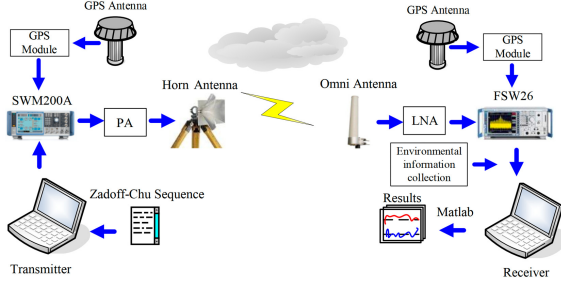 GPS Antenna
GPS
Module
SWM200A
PA
Horn Antenna
Zadoff-Chu Sequence
Transmitter
GPS Antenna
GPS
Module
Omni Antenna
LNA
FSW26
Environmental
information
collection
Results
Matlab
Receiver